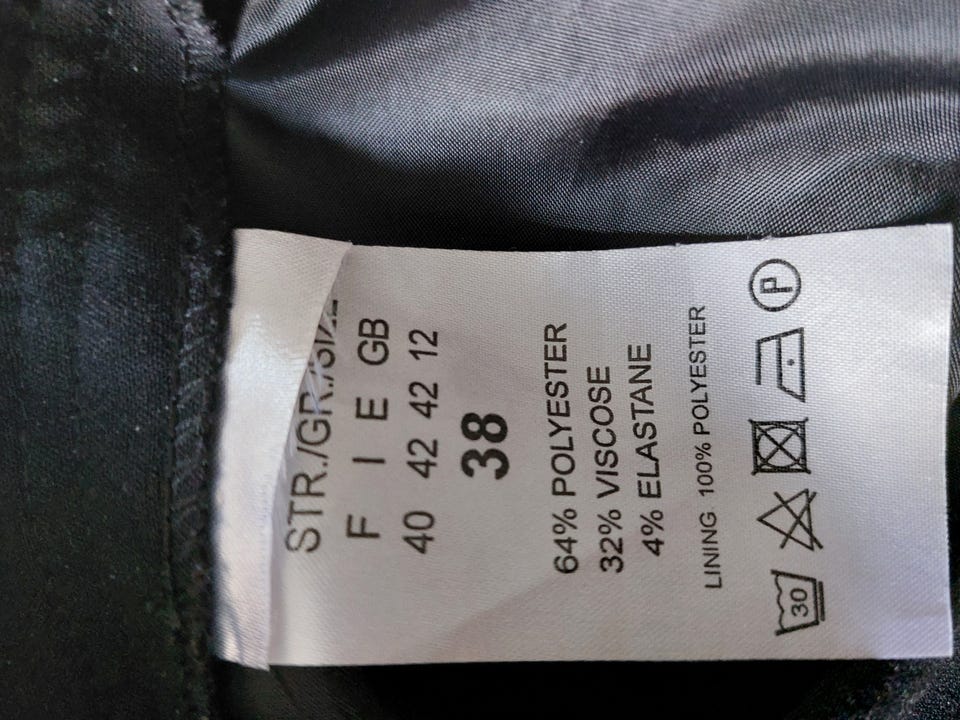 STR./GR./SIZE
F I E GB
40 42 42 12
38
64% POLYESTER
32% VISCOSE
4% ELASTANE
LINING 100% POLYESTER
30 P